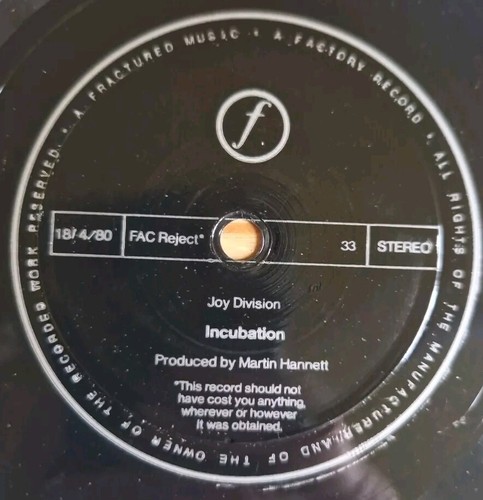 A FRACTURED MUSIC • A FACTORY RECORD • ALL RIGHTS OF THE MANUFACTURER AND OF THE OWNER OF THE RECORDED WORK RESERVED •
f
18/4/80 FAC Reject* 33 STEREO
Joy Division
Incubation
Produced by Martin Hannett
*This record should not
have cost you anything,
wherever or however
it was obtained.